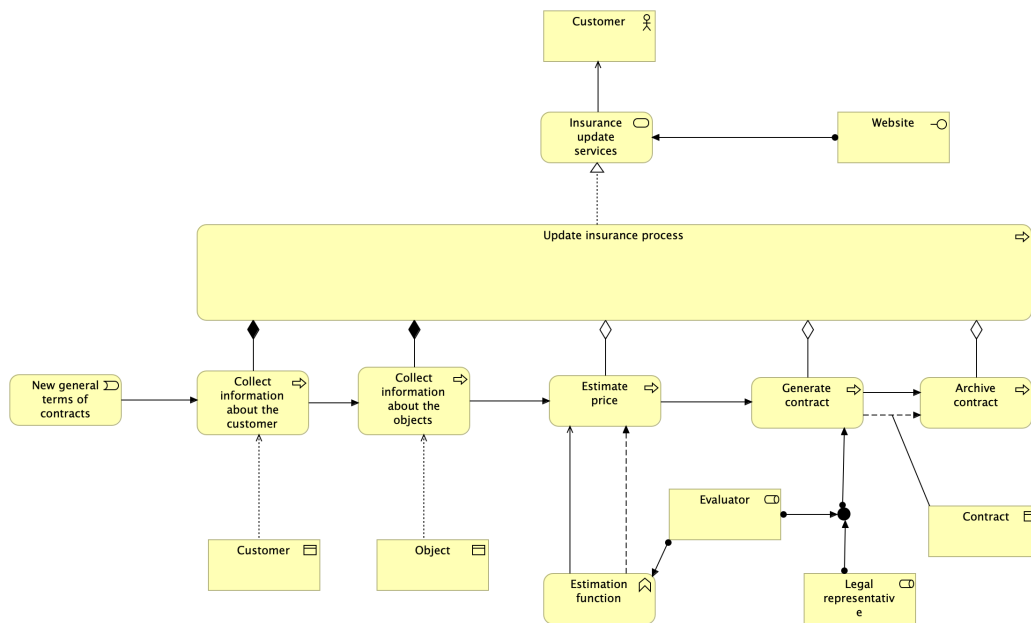 Customer
Insurance
update
services
Website
Update insurance process
New general
terms of
contracts
Collect
information
about the
customer
Collect
information
about the
objects
Estimate
price
Generate
contract
Archive
contract
Evaluator
Contract
Customer
Object
Estimation
function
Legal
representativ
e